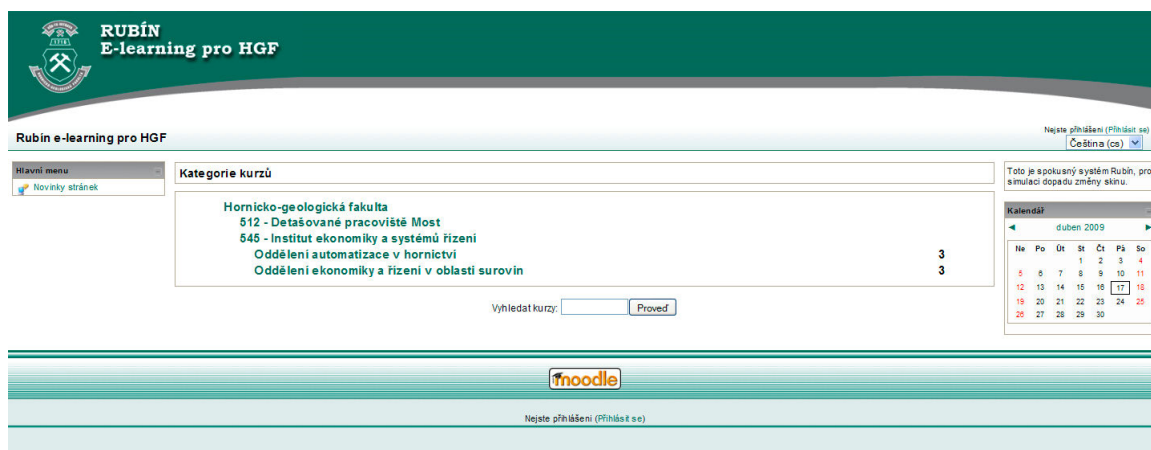 RUBÍN
E-learning pro HGF
Rubín e-learning pro HGF
Nejste přihlášeni (Přihlásit se)
Čeština (cs)
Hlavní menu
Novinky stránek
Kategorie kurzů
Hornicko-geologická fakulta
512 - Detašované pracoviště Most
545 - Institut ekonomiky a systémů řízení
Oddělení automatizace v hornictví 3
Oddělení ekonomiky a řízení v oblasti surovin 3
Vyhledat kurzy: Proveď
Toto je spokusný systém Rubín, pro
simulaci dopadu změny skinu.
Kalendář
◄ duben 2009 ►
Ne Po Út St Čt Pá So
1 2 3 4
5 6 7 8 9 10 11
12 13 14 15 16 17 18
19 20 21 22 23 24 25
26 27 28 29 30
moodle
Nejste přihlášeni (Přihlásit se)